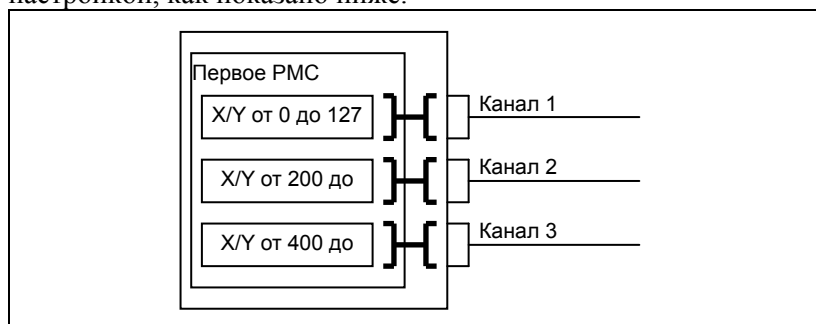 настройкой, как показано ниже.
Первое PMC
X/Y от 0 до 127
Канал 1
X/Y от 200 до
Канал 2
X/Y от 400 до
Канал 3